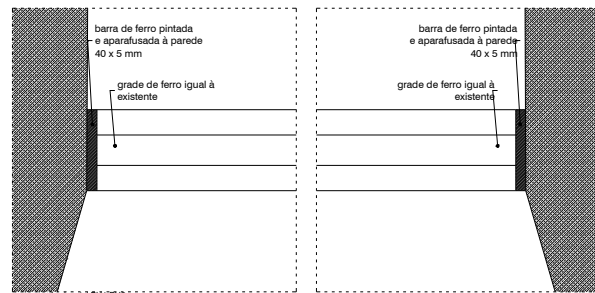 barra de ferro pintada
e aparafusada à parede
40 x 5 mm
grade de ferro igual à
existente
barra de ferro pintada
e aparafusada à parede
40 x 5 mm
grade de ferro igual à
existente